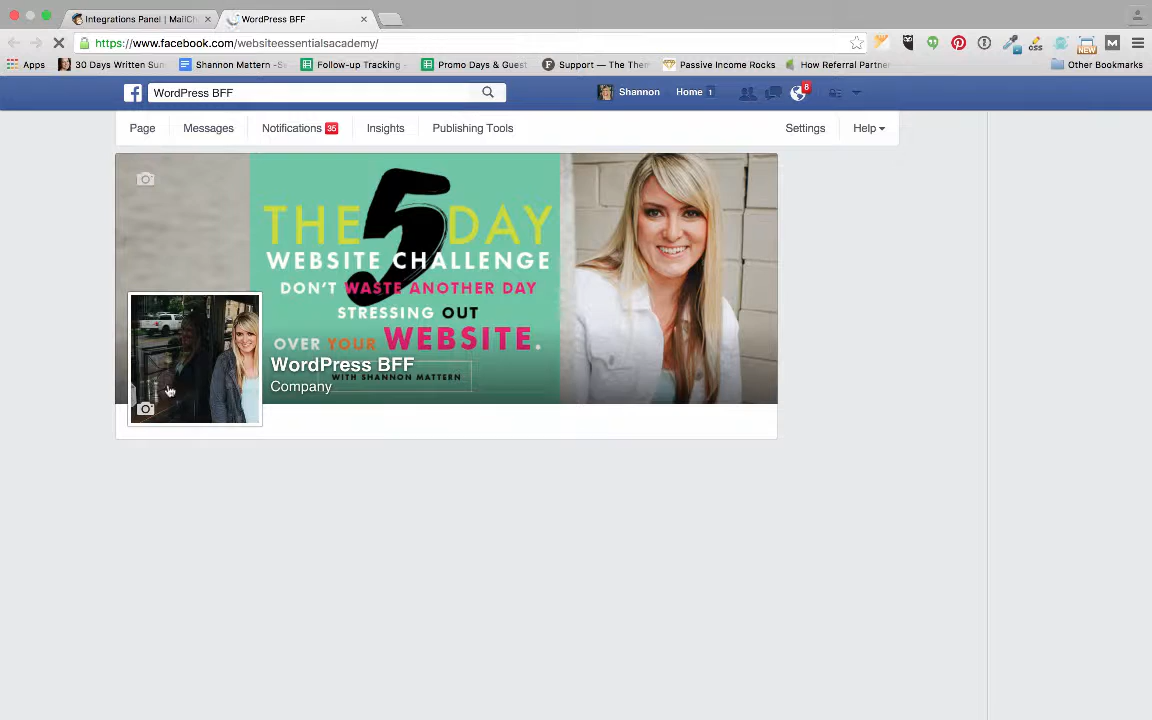 Integrations Panel | MailCh
WordPress BFF
https://www.facebook.com/websiteessentialsacademy/
Apps
30 Days Written Sum
Shannon Mattern -S
Follow-up Tracking -
Promo Days & Guest
Support — The Them
Passive Income Rocks
How Referral Partner
NEW
Other Bookmarks
WordPress BFF
Shannon
Home 1
8
Page
Messages
Notifications 35
Insights
Publishing Tools
Settings
Help
THE 5 DAY
WEBSITE CHALLENGE
DON'T WASTE ANOTHER DAY
STRESSING OUT
OVER YOUR WEBSITE.
WITH SHANNON MATTERN
WordPress BFF
Company